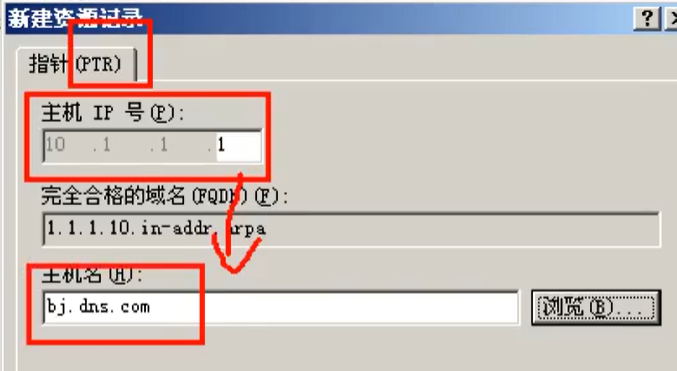 新建资源记录
指针(PTR)
主机 IP 号(P):
10 .1 .1 .1
完全合格的域名(FQDN)(F):
1.1.1.10.in-addr.arpa
主机名(H):
bj.dns.com
浏览(B)...